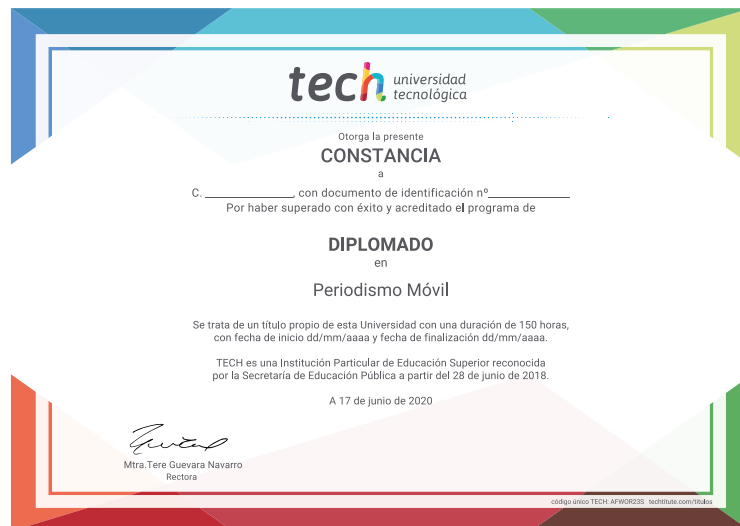 tech universidad
tecnológica
Otorga la presente
CONSTANCIA
a
C. ________________, con documento de identificación nº______________
Por haber superado con éxito y acreditado el programa de
DIPLOMADO
en
Periodismo Móvil
Se trata de un título propio de esta Universidad con una duración de 150 horas,
con fecha de inicio dd/mm/aaaa y fecha de finalización dd/mm/aaaa.
TECH es una Institución Particular de Educación Superior reconocida
por la Secretaría de Educación Pública a partir del 28 de junio de 2018.
A 17 de junio de 2020
Mtra.Tere Guevara Navarro
Rectora
código único TECH: AFWOR23S techtitute.com/titulos